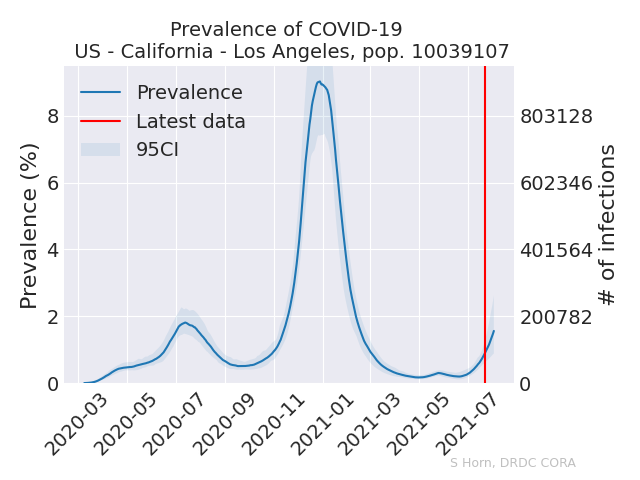 Prevalence of COVID-19
US - California - Los Angeles, pop. 10039107
Prevalence
Latest data
95CI
Prevalence (%)
8
6
4
2
0
803128
602346
401564
200782
0
# of infections
2020-03
2020-05
2020-07
2020-09
2020-11
2021-01
2021-03
2021-05
2021-07
S Horn, DRDC CORA